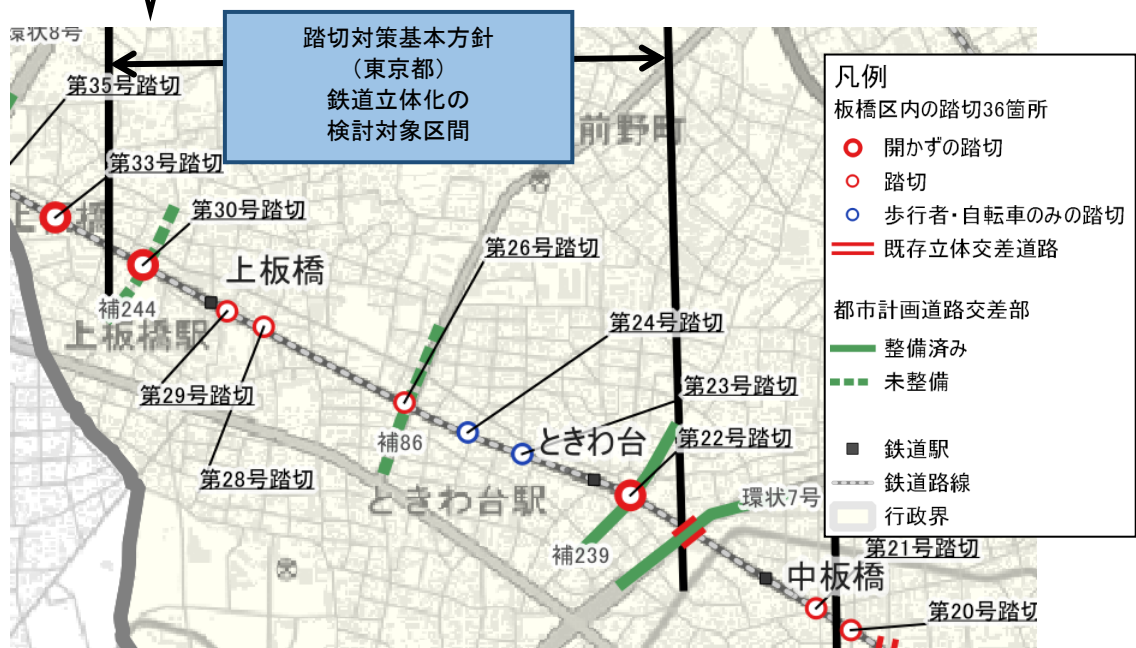 環状8号
踏切対策基本方針
（東京都）
鉄道立体化の
検討対象区間
第35号踏切
前野町
第33号踏切
上板橋
第30号踏切
第26号踏切
上板橋
補244
上板橋駅
第24号踏切
第29号踏切
第23号踏切
補86
ときわ台
第22号踏切
第28号踏切
ときわ台駅
環状7号
補239
第21号踏切
中板橋
第20号踏切
凡例
板橋区内の踏切36箇所
開かずの踏切
踏切
歩行者・自転車のみの踏切
既存立体交差道路
都市計画道路交差部
整備済み
未整備
鉄道駅
鉄道路線
行政界